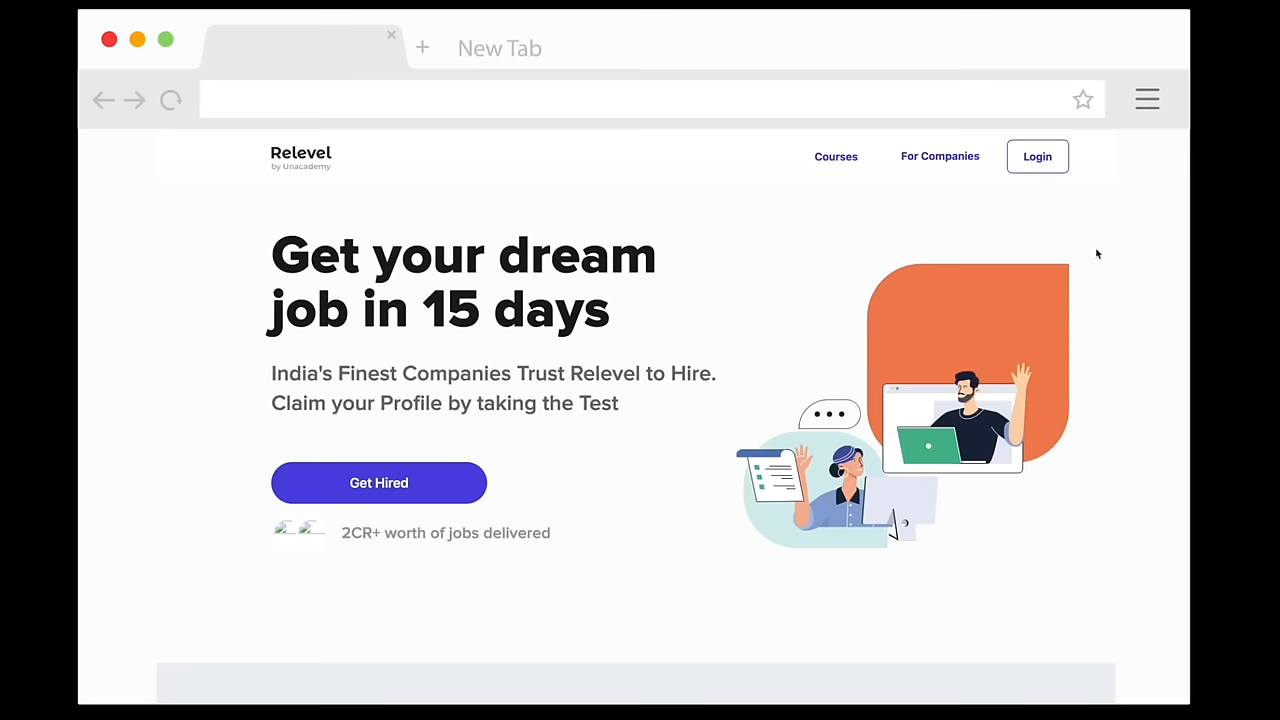 New Tab
Relevel
by Unacademy
Courses
For Companies
Login
Get your dream
job in 15 days
India's Finest Companies Trust Relevel to Hire.
Claim your Profile by taking the Test
Get Hired
2CR+ worth of jobs delivered